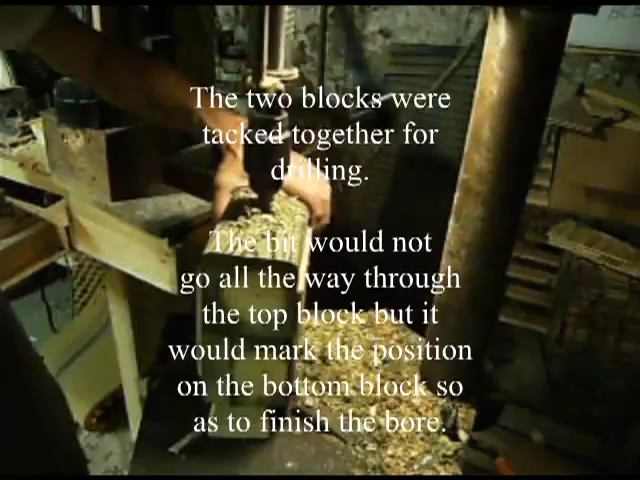 The two blocks were
tacked together for
drilling.
The bit would not
go all the way through
the top block but it
would mark the position
on the bottom block so
as to finish the bore.